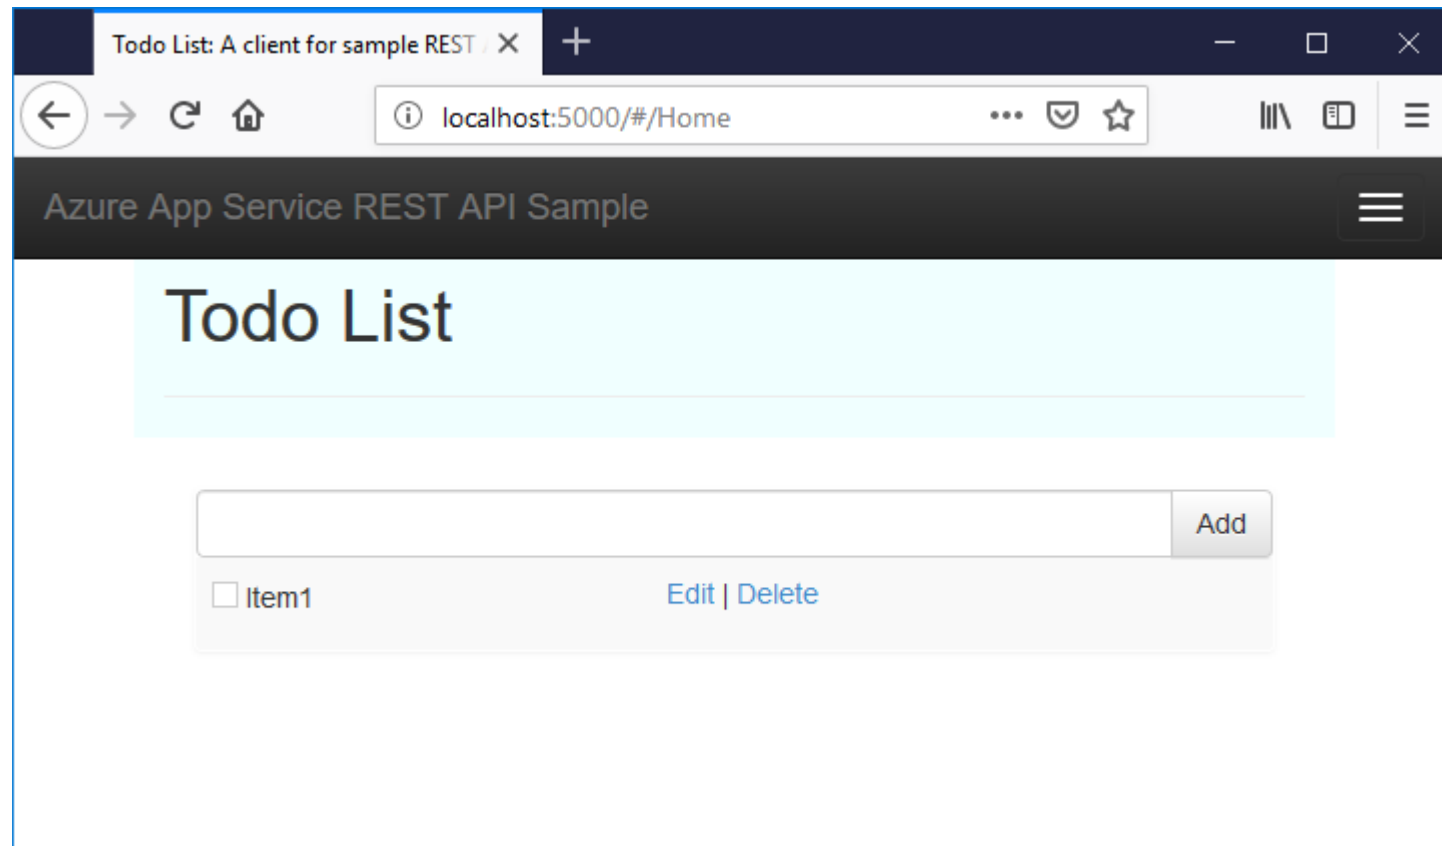 Todo List: A client for sample REST
localhost:5000/#/Home
Azure App Service REST API Sample
Todo List
Add
Item1 Edit | Delete